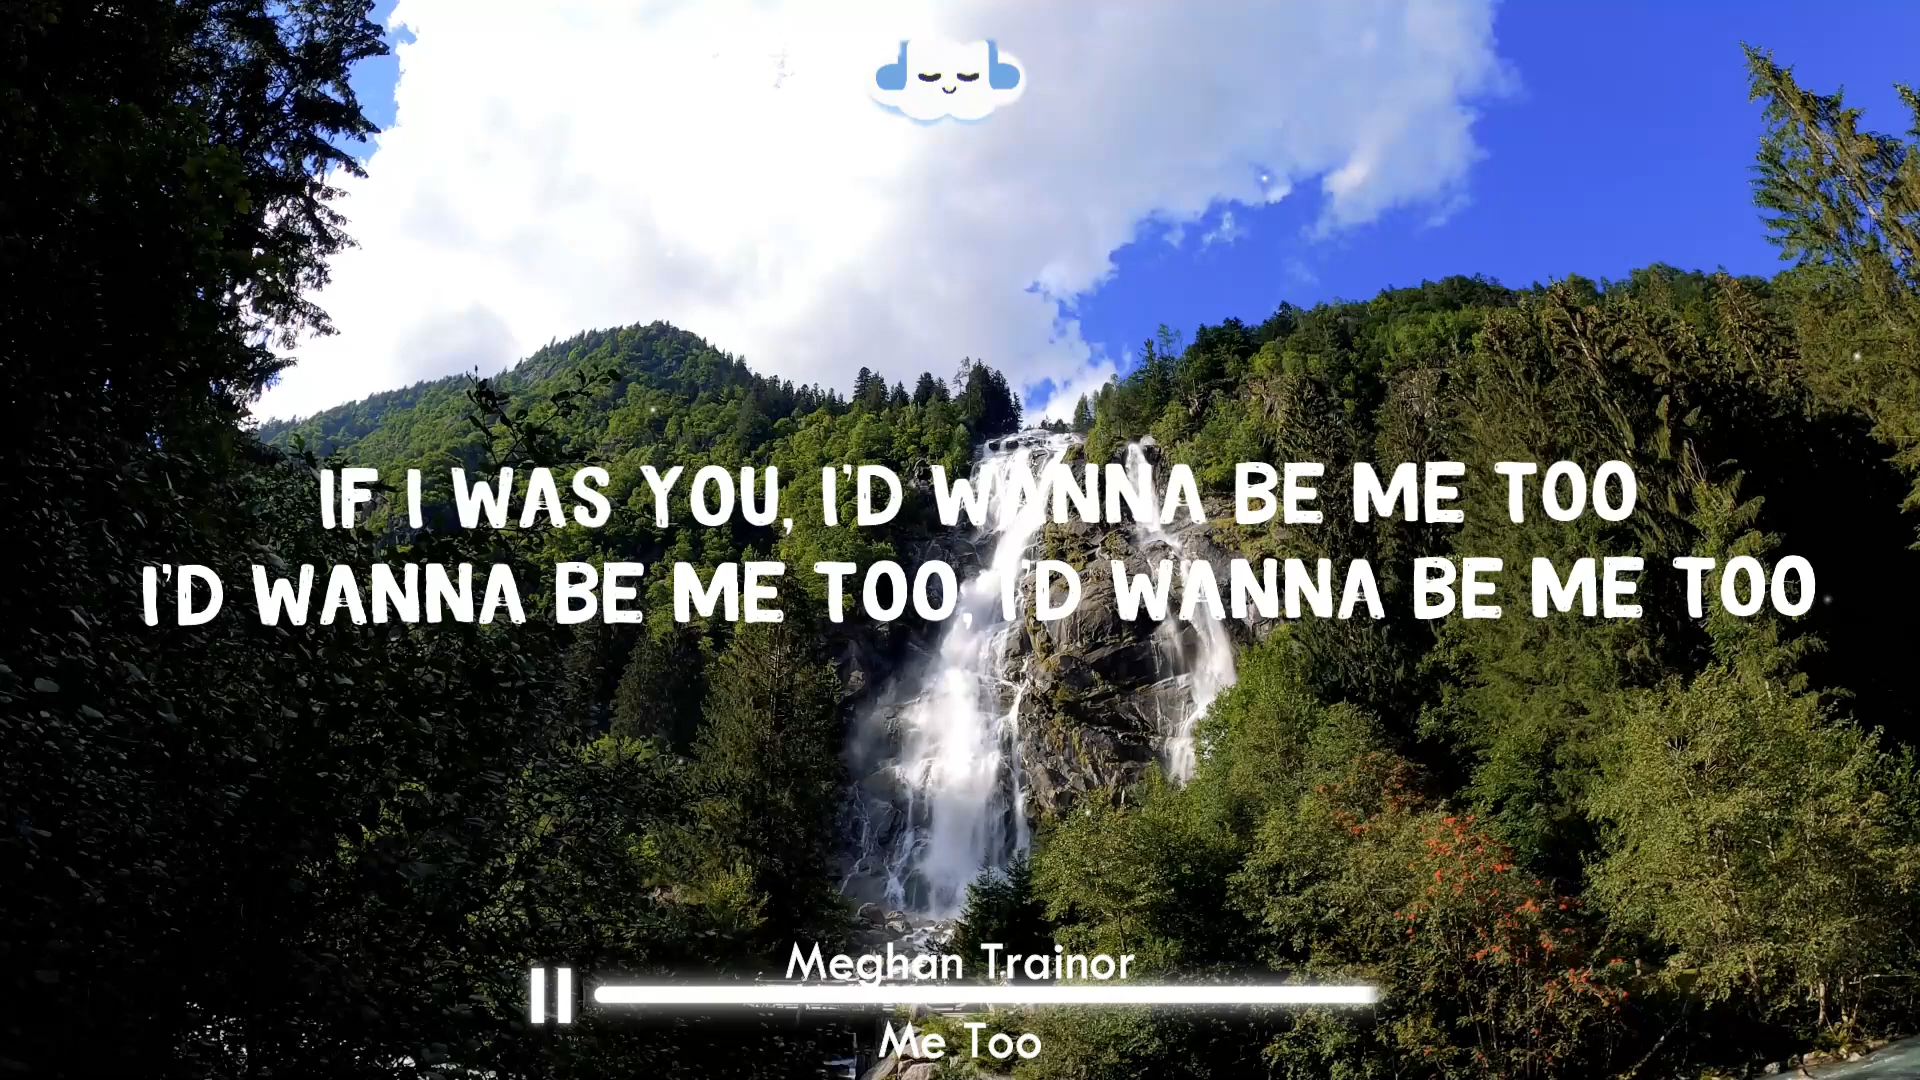 IF I WAS YOU, I'D WANNA BE ME TOO
I'D WANNA BE ME TOO, I'D WANNA BE ME TOO
Meghan Trainor
Me Too